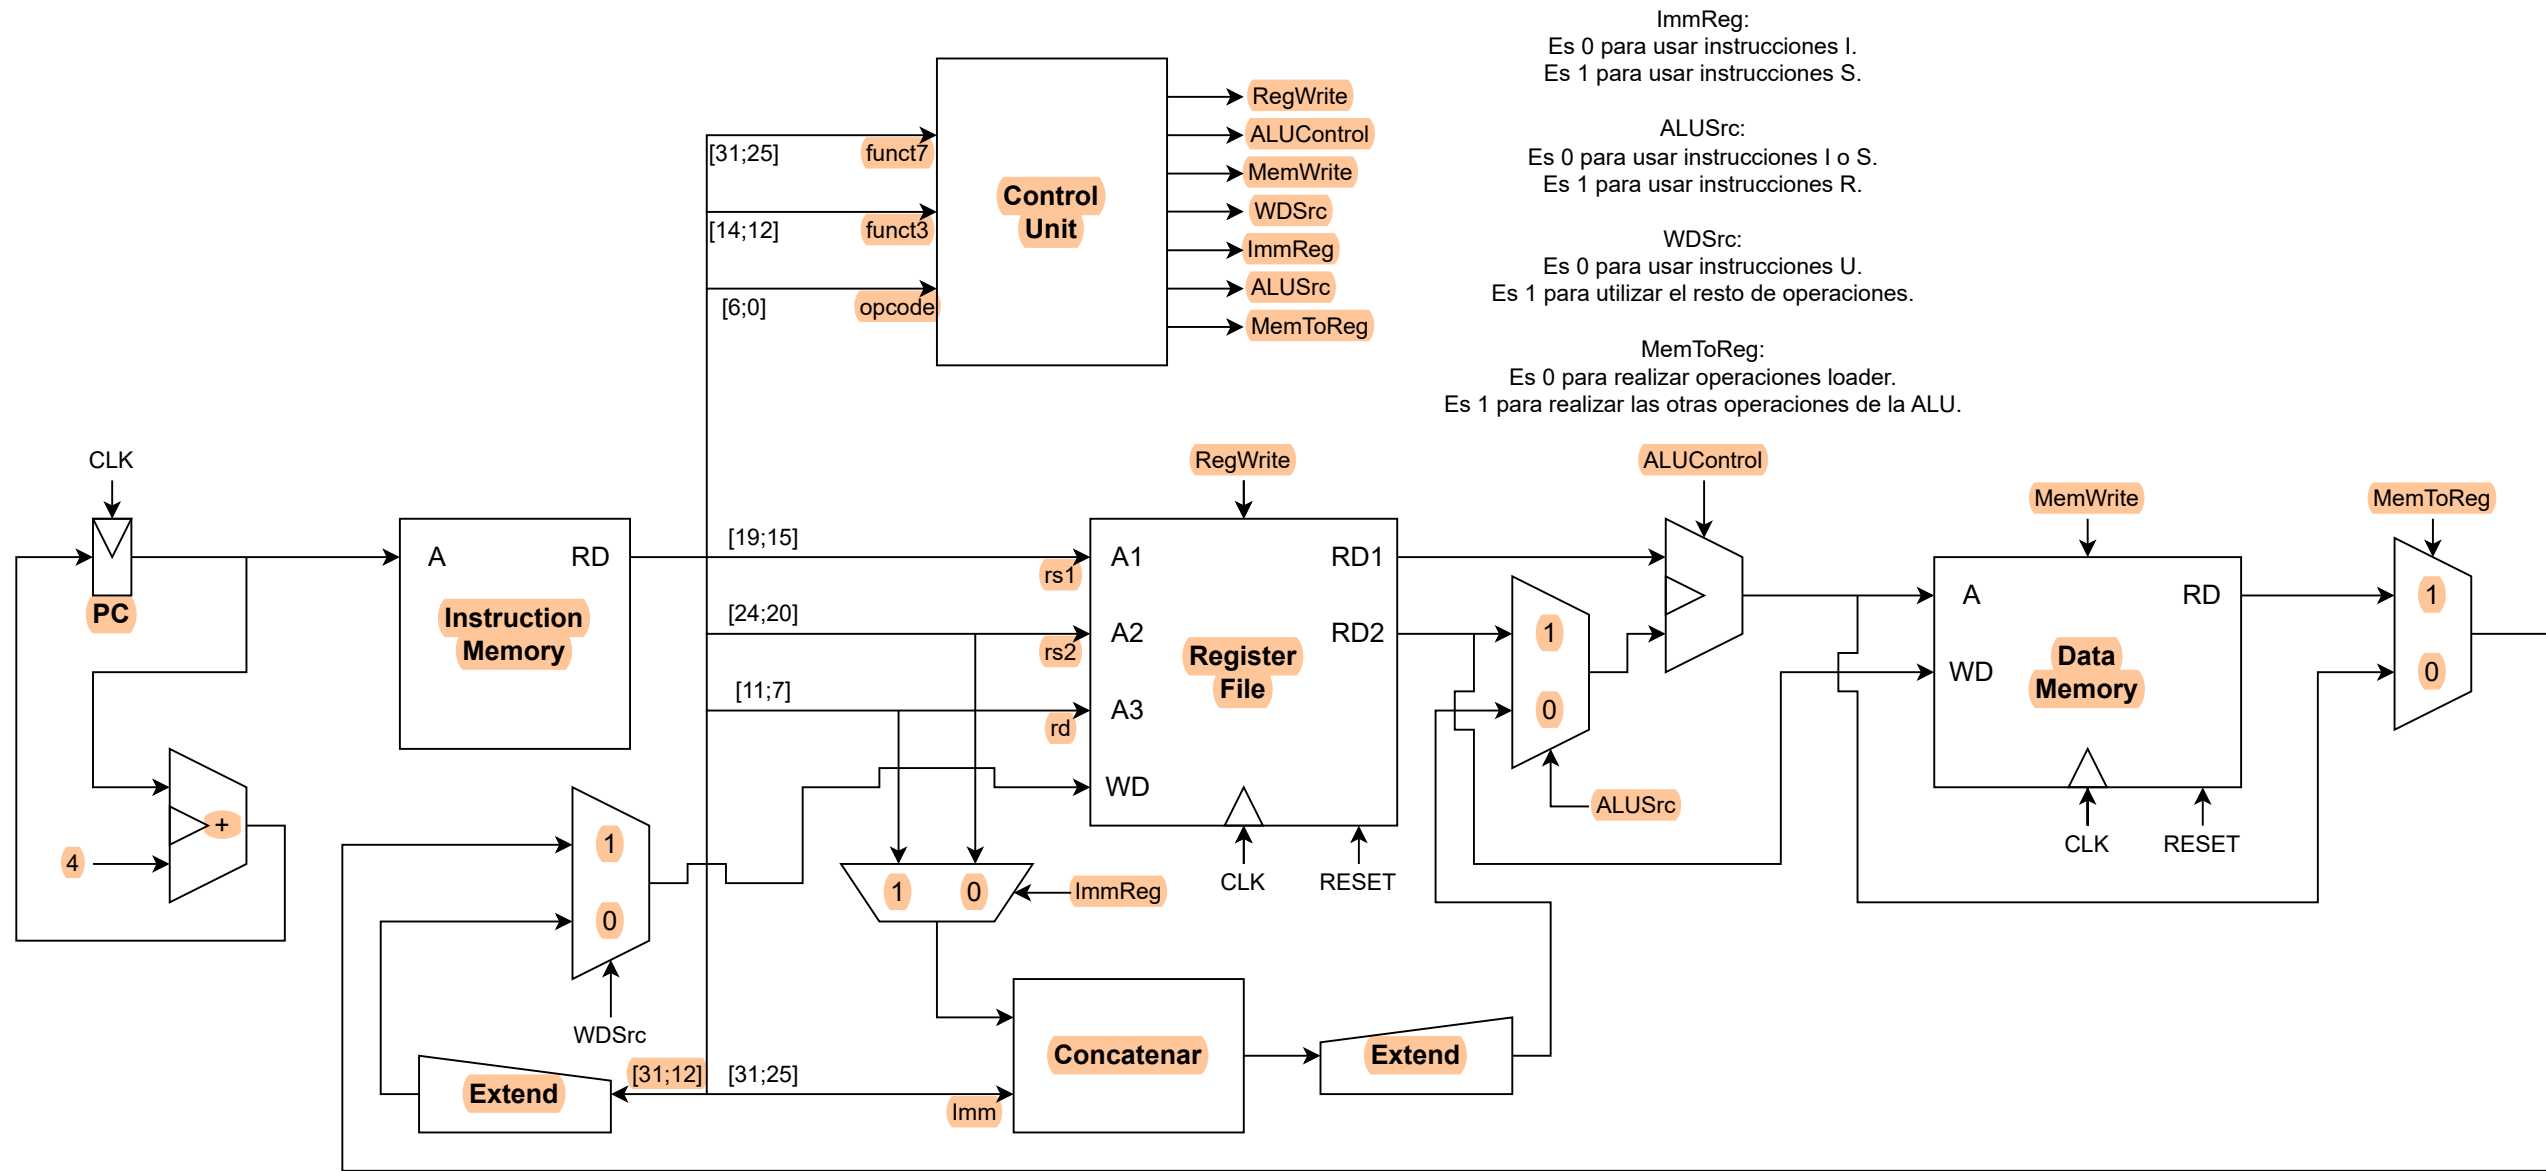 ImmReg:
Es 0 para usar instrucciones I.
Es 1 para usar instrucciones S.
ALUSrc:
Es 0 para usar instrucciones I o S.
Es 1 para usar instrucciones R.
WDSrc:
Es 0 para usar instrucciones U.
Es 1 para utilizar el resto de operaciones.
MemToReg:
Es 0 para realizar operaciones loader.
Es 1 para realizar las otras operaciones de la ALU.
[31;25]
funct7
[14;12]
funct3
[6;0]
opcode
Control
Unit
RegWrite
ALUControl
MemWrite
WDSrc
ImmReg
ALUSrc
MemToReg
CLK
PC
4
+
A
RD
Instruction
Memory
[19;15]
rs1
[24;20]
rs2
[11;7]
rd
RegWrite
A1
A2
A3
WD
RD1
RD2
Register
File
CLK
RESET
ALUControl
1
0
ALUSrc
MemWrite
A
WD
RD
Data
Memory
CLK
RESET
MemToReg
1
0
1
0
WDSrc
1
0
ImmReg
Extend
[31;12]
[31;25]
Imm
Concatenar
Extend